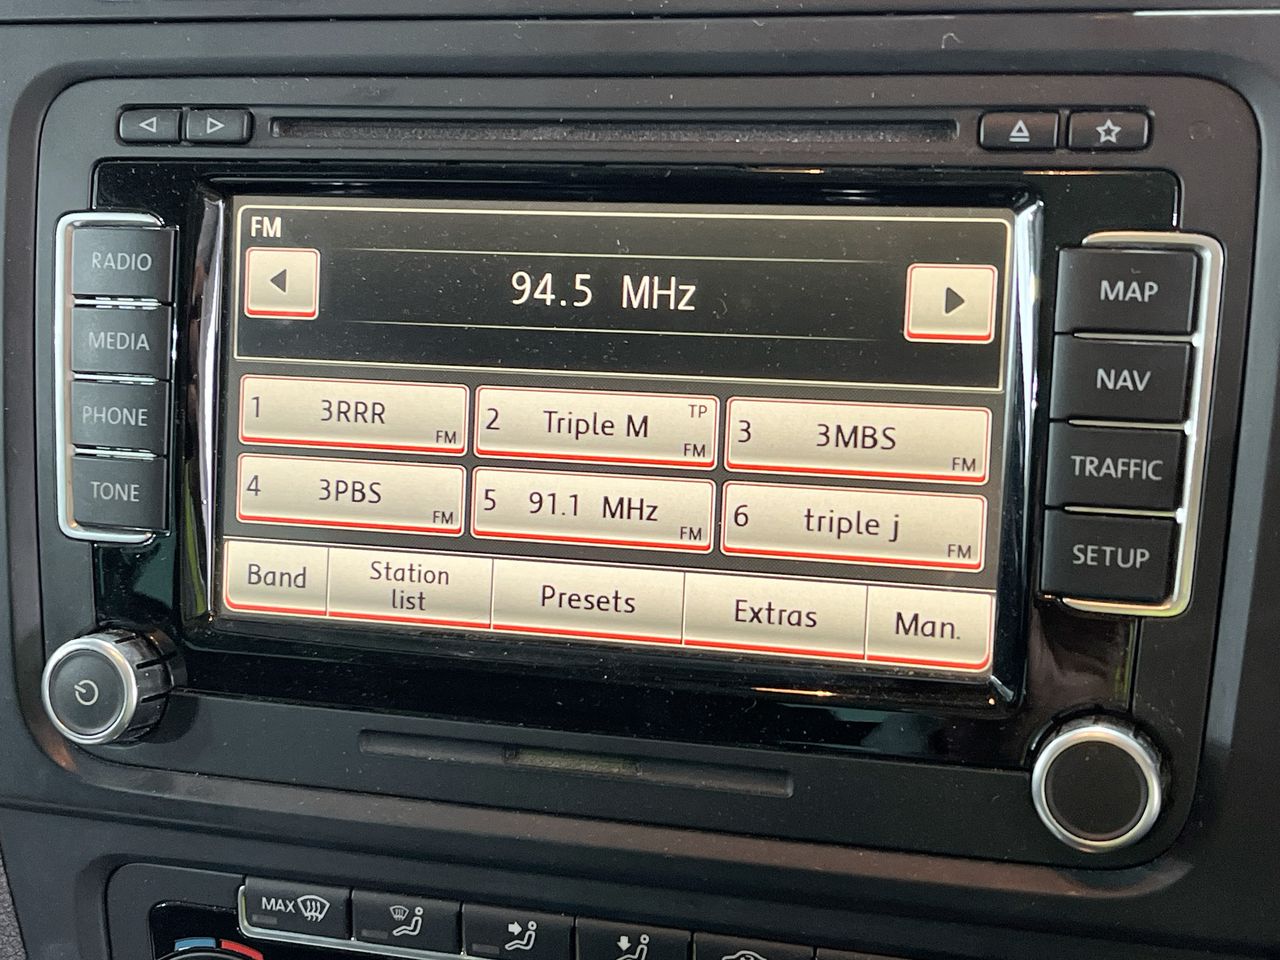 FM
94.5 MHz
RADIO
MEDIA
PHONE
TONE
1 3RRR FM
2 Triple M TP FM
3 3MBS FM
4 3PBS FM
5 91.1 MHz FM
6 triple j FM
Band
Station
list
Presets
Extras
Man.
MAP
NAV
TRAFFIC
SETUP
MAX